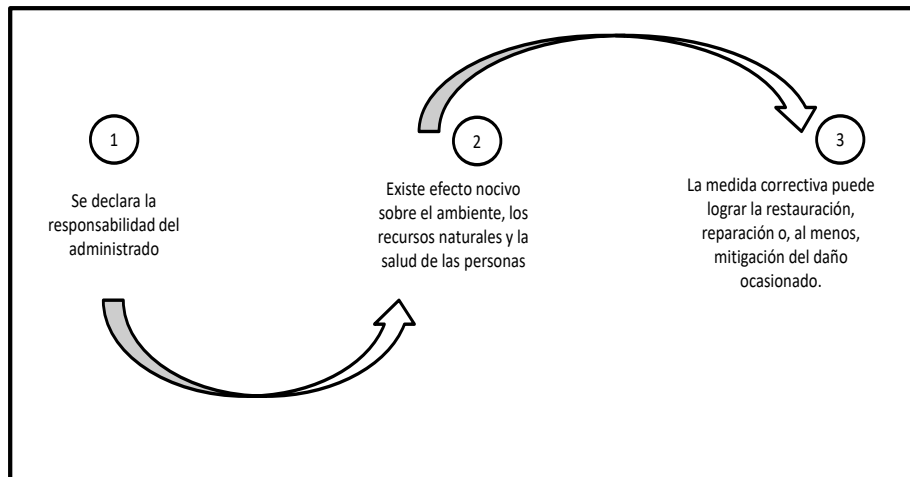 1
Se declara la
responsabilidad del
administrado
2
Existe efecto nocivo
sobre el ambiente, los
recursos naturales y la
salud de las personas
3
La medida correctiva puede
lograr la restauración,
reparación o, al menos,
mitigación del daño
ocasionado.